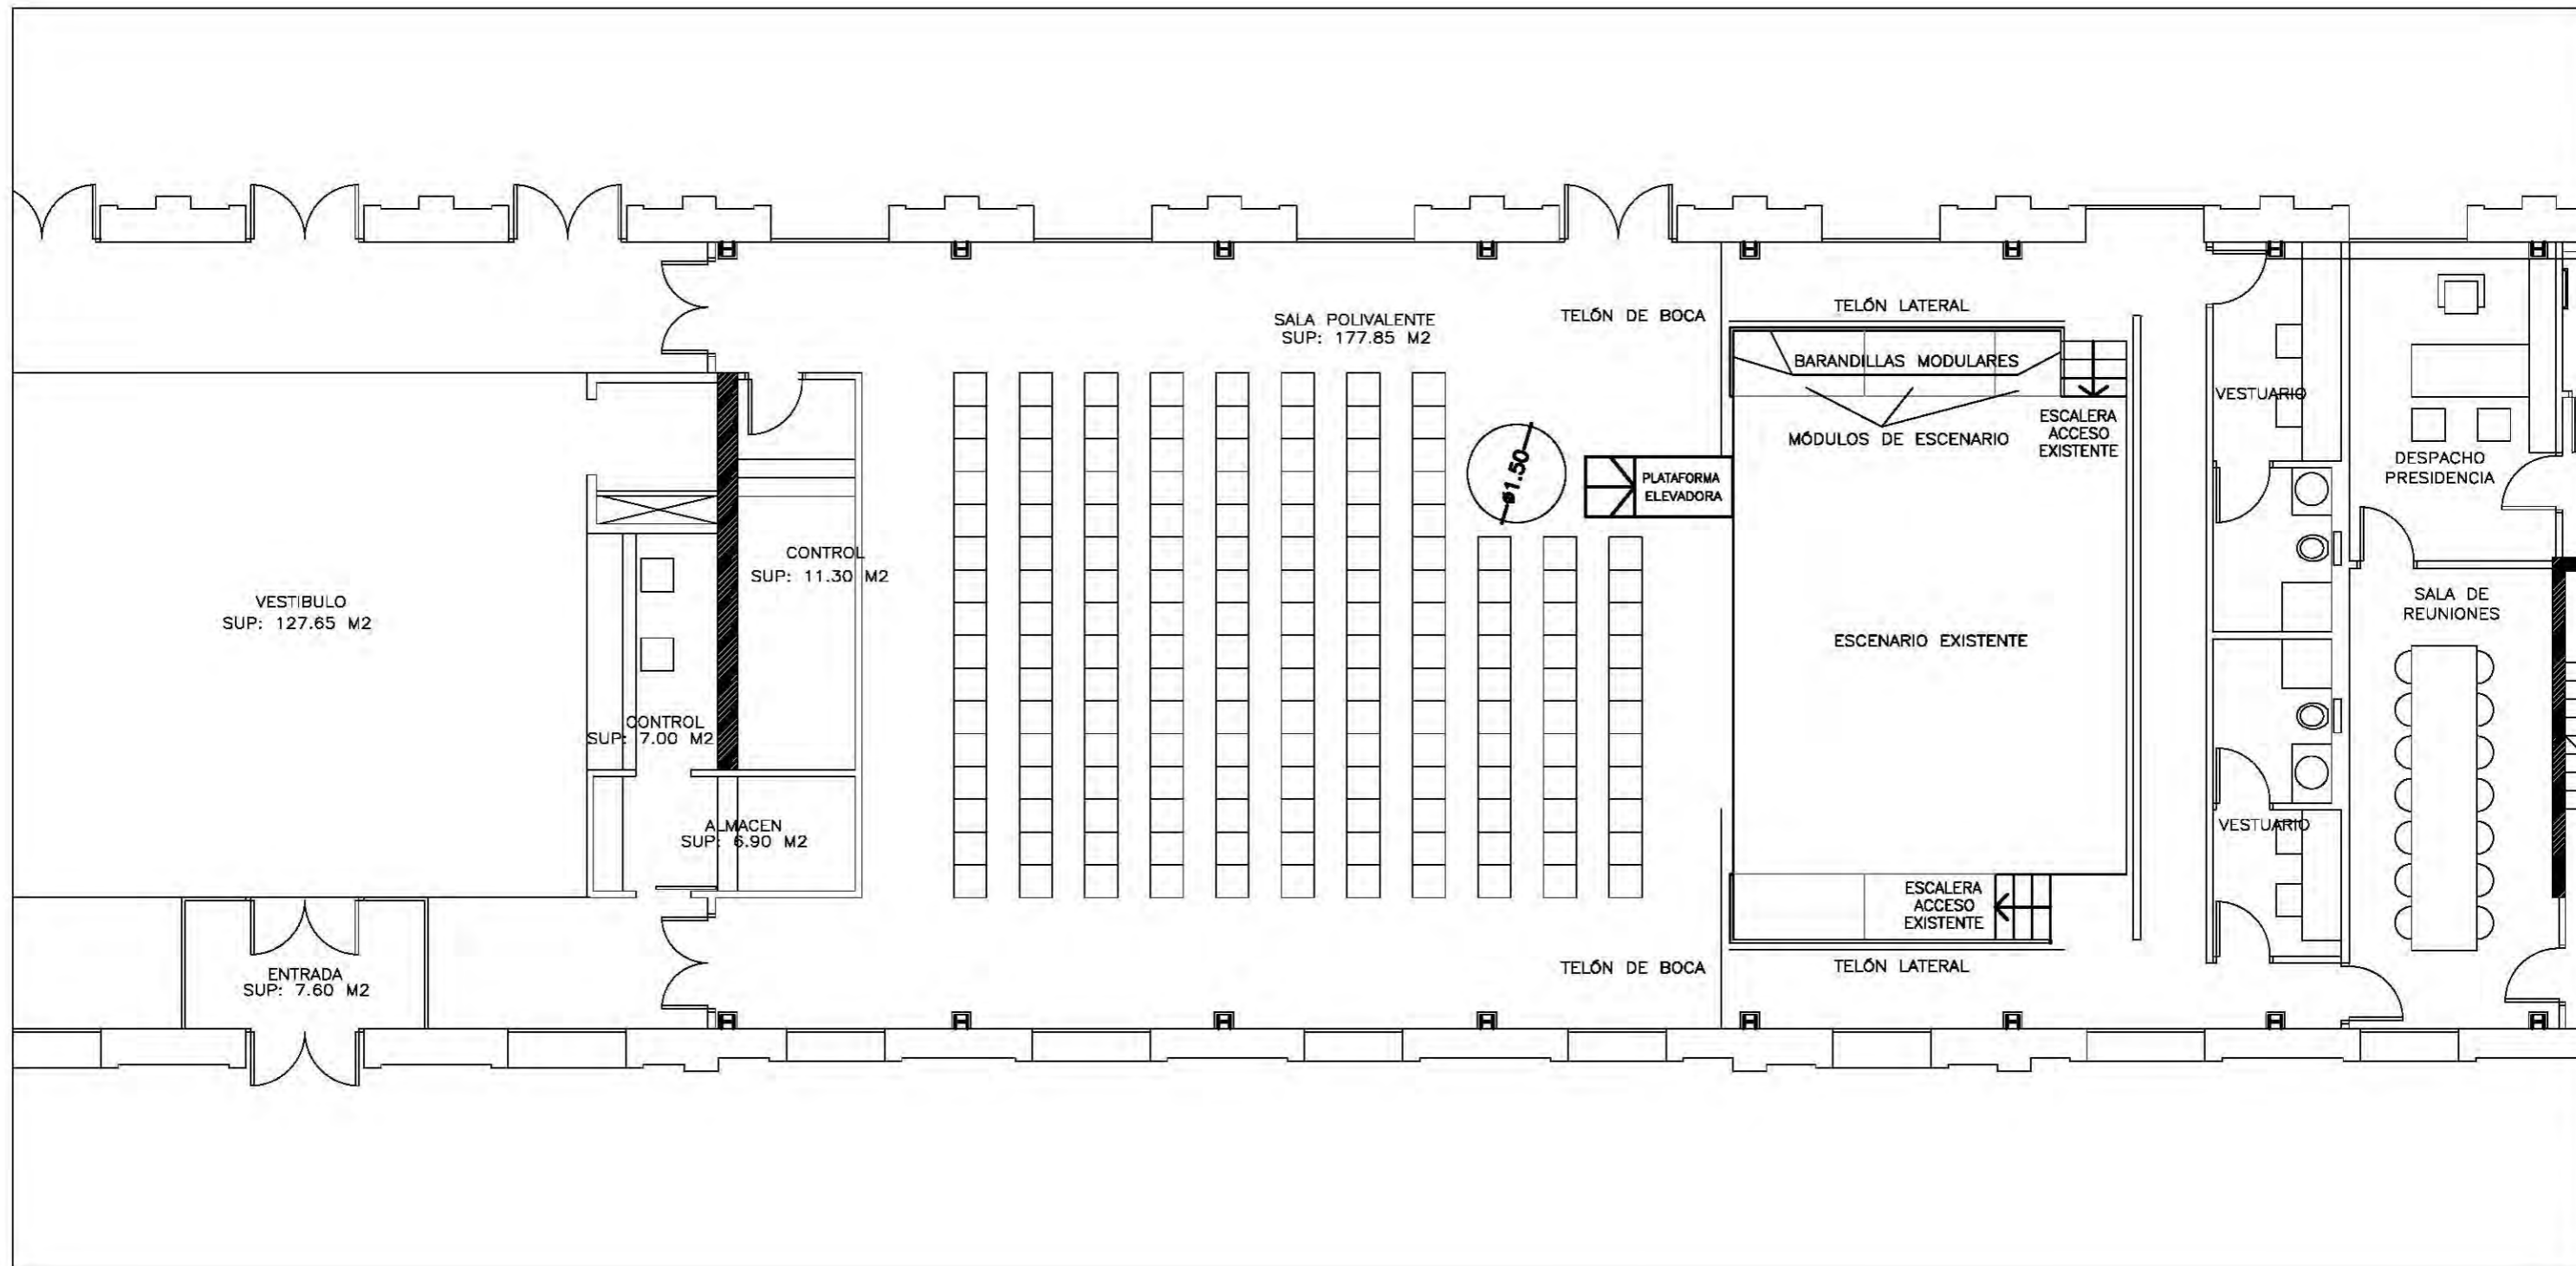 SALA POLIVALENTE
SUP: 177.85 M2
TELÓN DE BOCA
TELÓN LATERAL
BARANDILLAS MODULARES
MÓDULOS DE ESCENARIO
ESCALERA
ACCESO
EXISTENTE
VESTUARIO
DESPACHO
PRESIDENCIA
ø1.50
PLATAFORMA
ELEVADORA
CONTROL
SUP: 11.30 M2
VESTIBULO
SUP: 127.65 M2
SALA DE
REUNIONES
ESCENARIO EXISTENTE
CONTROL
SUP: 7.00 M2
ALMACEN
SUP: 6.90 M2
VESTUARIO
ESCALERA
ACCESO
EXISTENTE
ENTRADA
SUP: 7.60 M2
TELÓN DE BOCA
TELÓN LATERAL